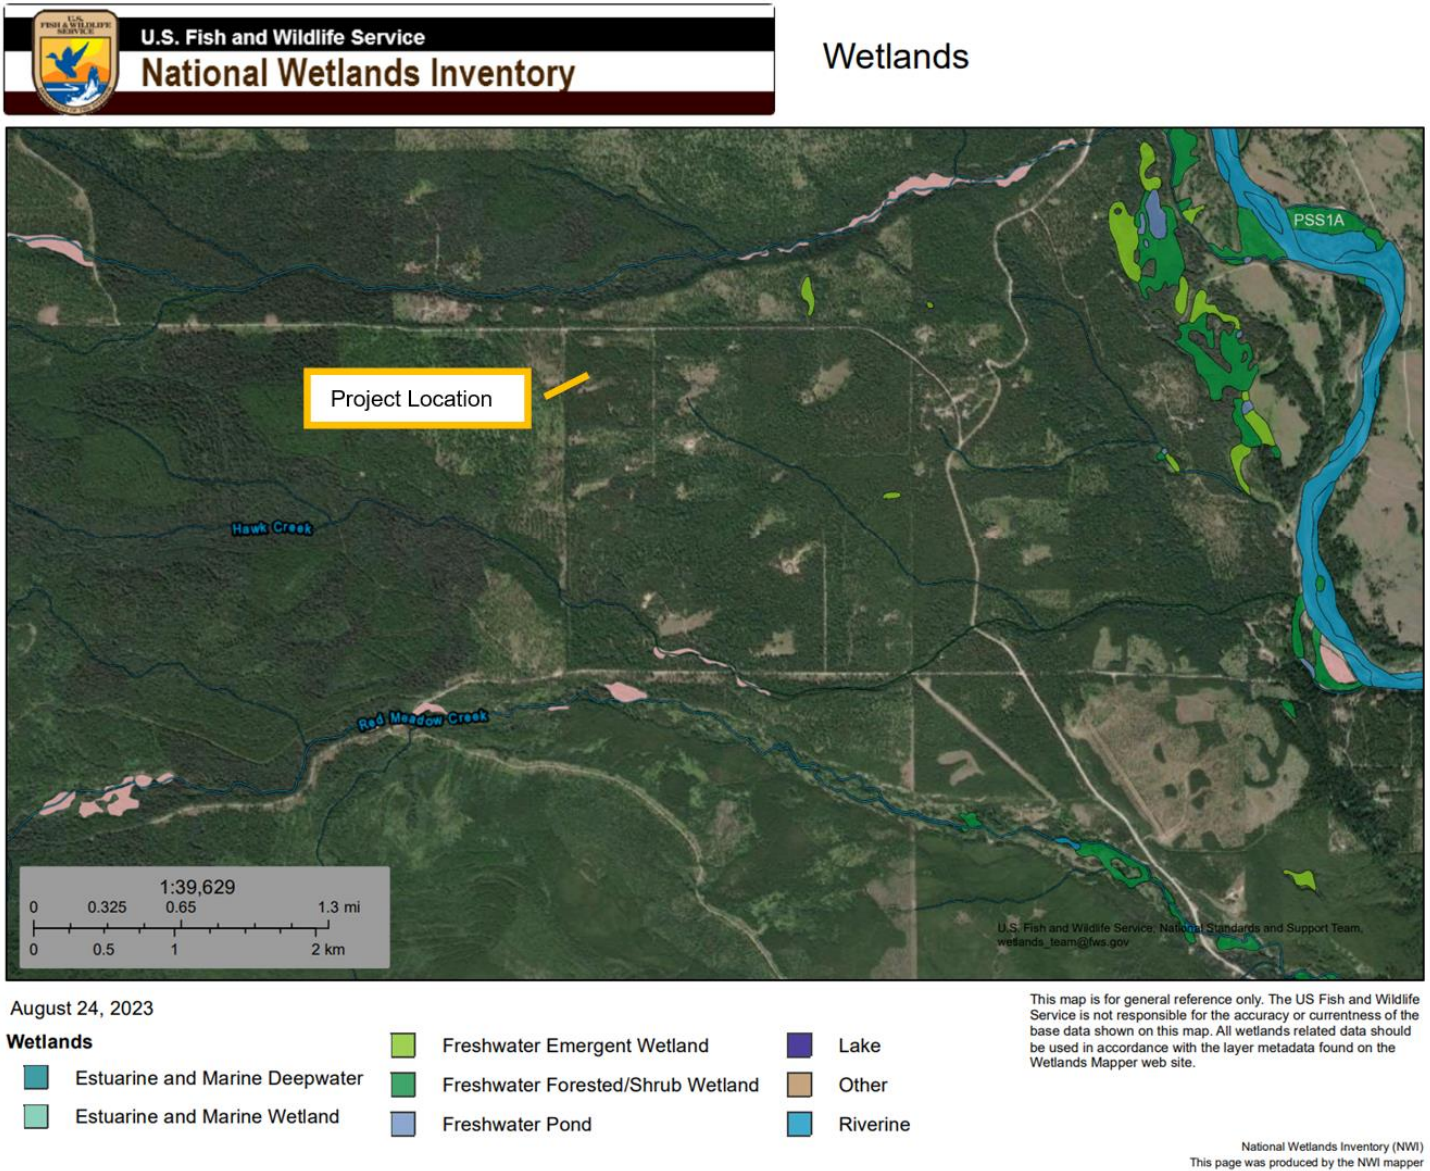 U.S.
FISH & WILDLIFE
SERVICE
U.S. Fish and Wildlife Service
National Wetlands Inventory
Wetlands
PSS1A
Project Location
Hawk Creek
Red Meadow Creek
1:39,629
0 0.325 0.65 1.3 mi
0 0.5 1 2 km
U.S. Fish and Wildlife Service, National Standards and Support Team,
wetlands_team@fws.gov
August 24, 2023
Wetlands
Estuarine and Marine Deepwater
Estuarine and Marine Wetland
Freshwater Emergent Wetland
Freshwater Forested/Shrub Wetland
Freshwater Pond
Lake
Other
Riverine
This map is for general reference only. The US Fish and Wildlife
Service is not responsible for the accuracy or currentness of the
base data shown on this map. All wetlands related data should
be used in accordance with the layer metadata found on the
Wetlands Mapper web site.
National Wetlands Inventory (NWI)
This page was produced by the NWI mapper